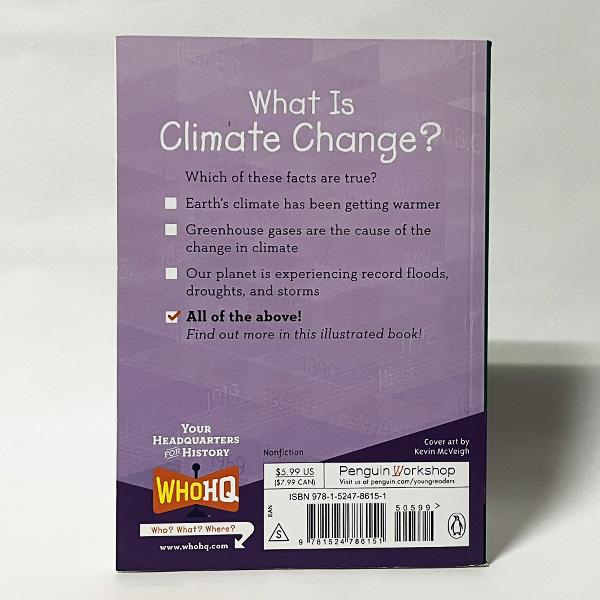 What Is
Climate Change?
Which of these facts are true?
Earth's climate has been getting warmer
Greenhouse gases are the cause of the
change in climate
Our planet is experiencing record floods,
droughts, and storms
All of the above!
Find out more in this illustrated book!
1890
1919
YOUR
HEADQUARTERS
FOR HISTORY
WHOHQ
Who? What? Where?
www.whohq.com
Nonfiction
Cover art by
Kevin McVeigh
$5.99 US
($7.99 CAN)
Penguin Workshop
Visit us at penguin.com/youngreaders
ISBN 978-1-5247-8615-1
50599>
EAN
S
9 781524 786151